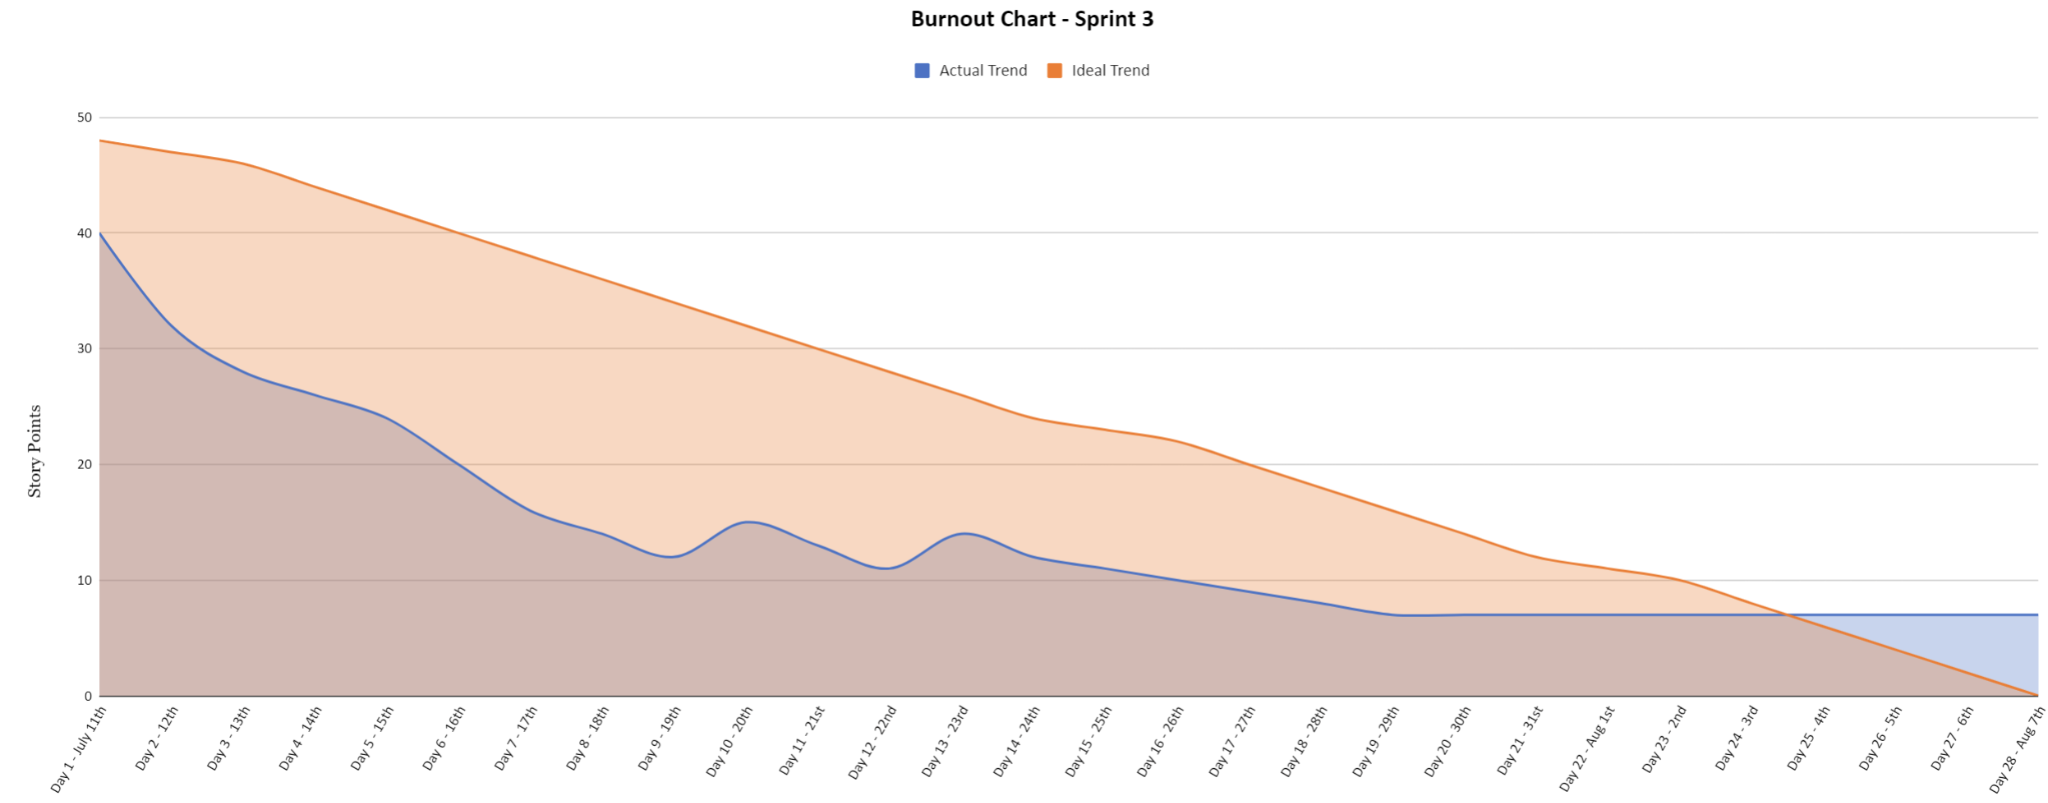 Burnout Chart - Sprint 3
Actual Trend
Ideal Trend
Story Points
50
40
30
20
10
0
Day 1 - July 11th
Day 2 - 12th
Day 3 - 13th
Day 4 - 14th
Day 5 - 15th
Day 6 - 16th
Day 7 - 17th
Day 8 - 18th
Day 9 - 19th
Day 10 - 20th
Day 11 - 21st
Day 12 - 22nd
Day 13 - 23rd
Day 14 - 24th
Day 15 - 25th
Day 16 - 26th
Day 17 - 27th
Day 18 - 28th
Day 19 - 29th
Day 20 - 30th
Day 21 - 31st
Day 22 - Aug 1st
Day 23 - 2nd
Day 24 - 3rd
Day 25 - 4th
Day 26 - 5th
Day 27 - 6th
Day 28 - Aug 7th